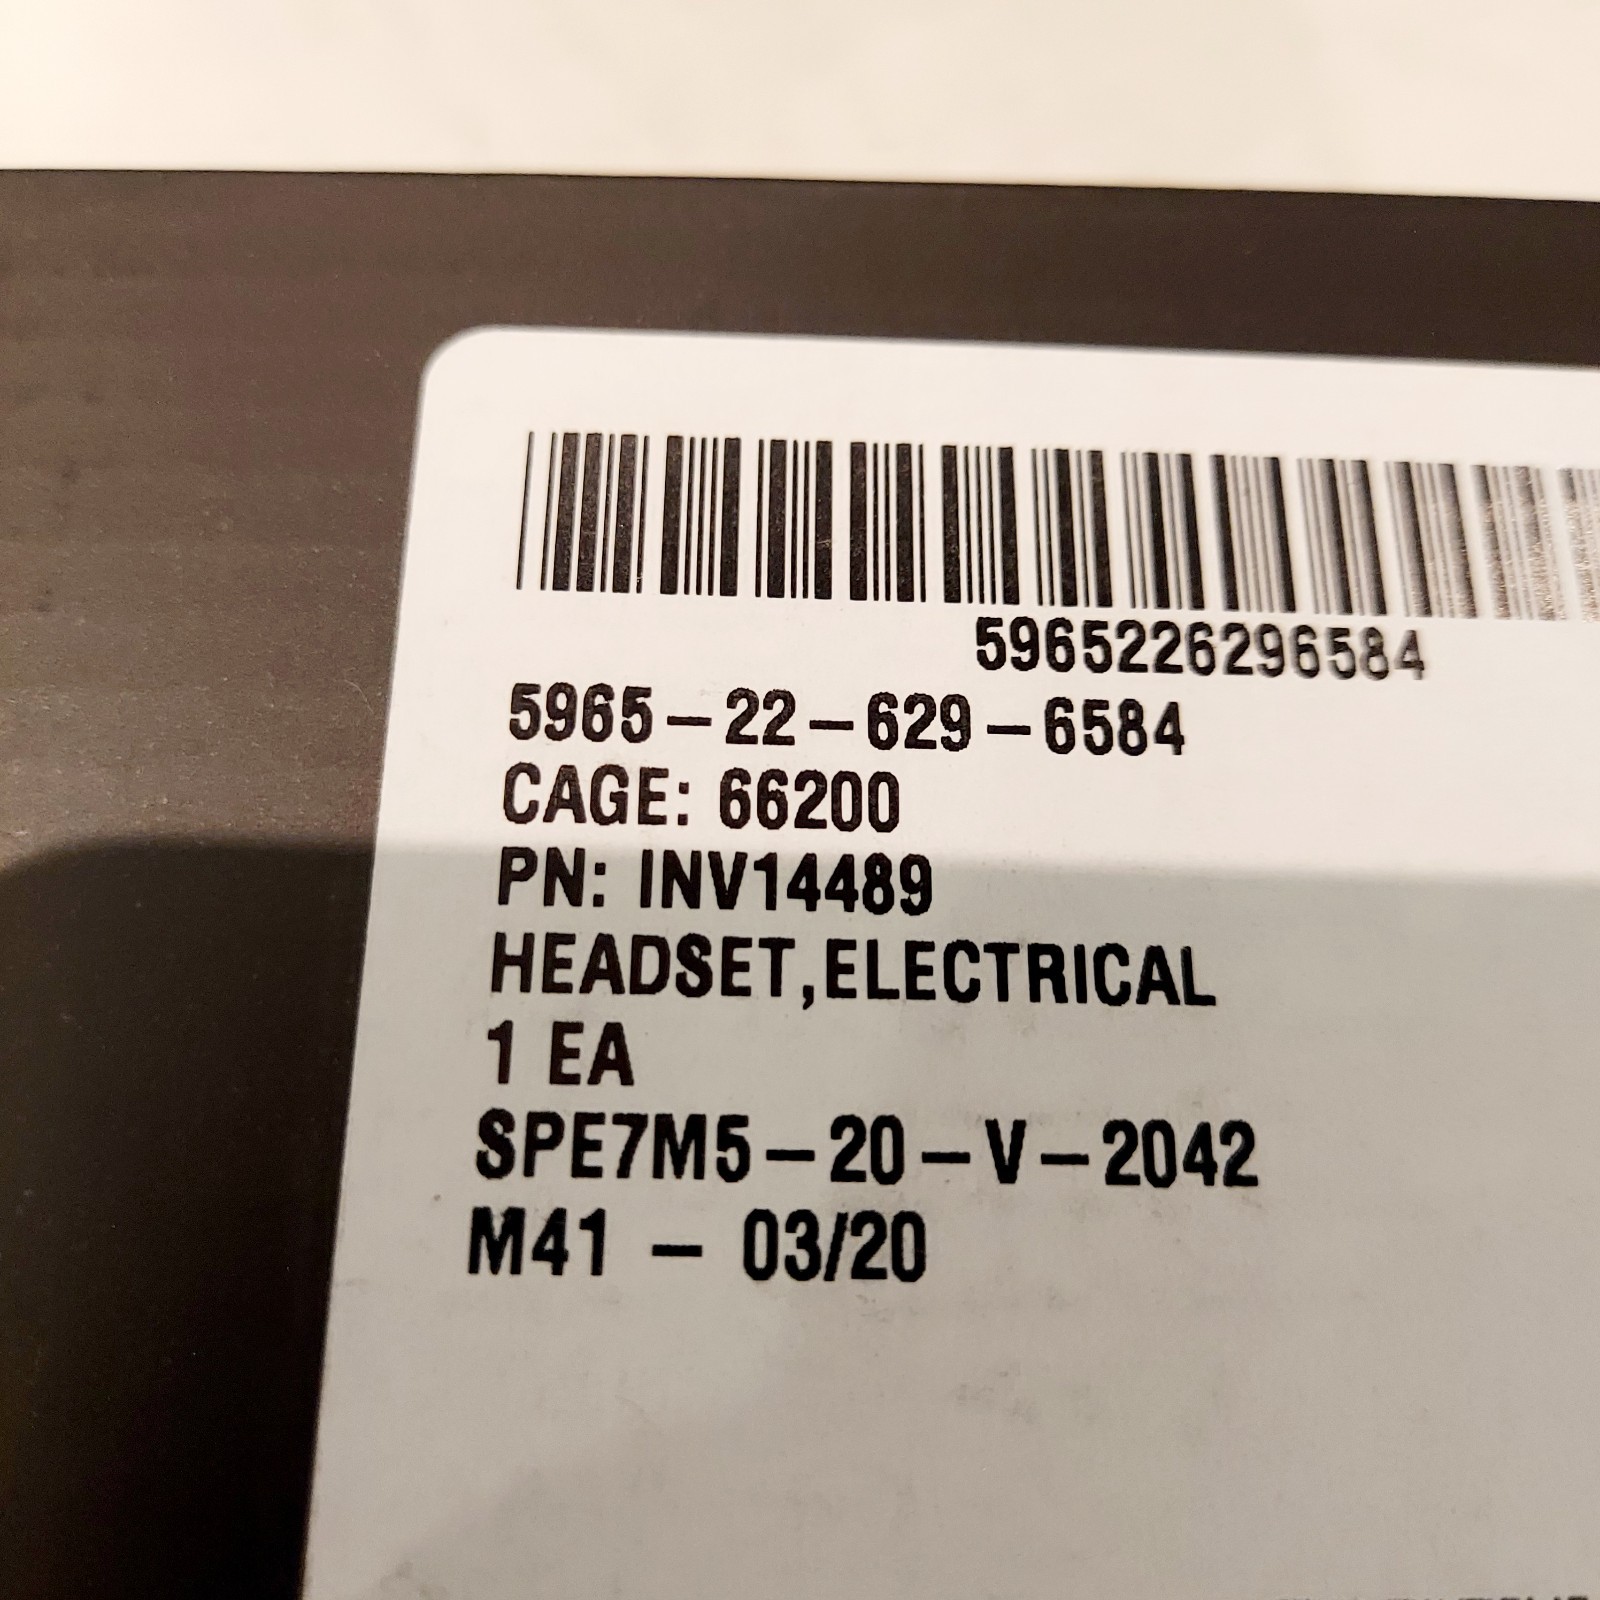 5965226296584
5965-22-629-6584
CAGE: 66200
PN: INV14489
HEADSET,ELECTRICAL
1 EA
SPE7M5-20-V-2042
M41 - 03/20